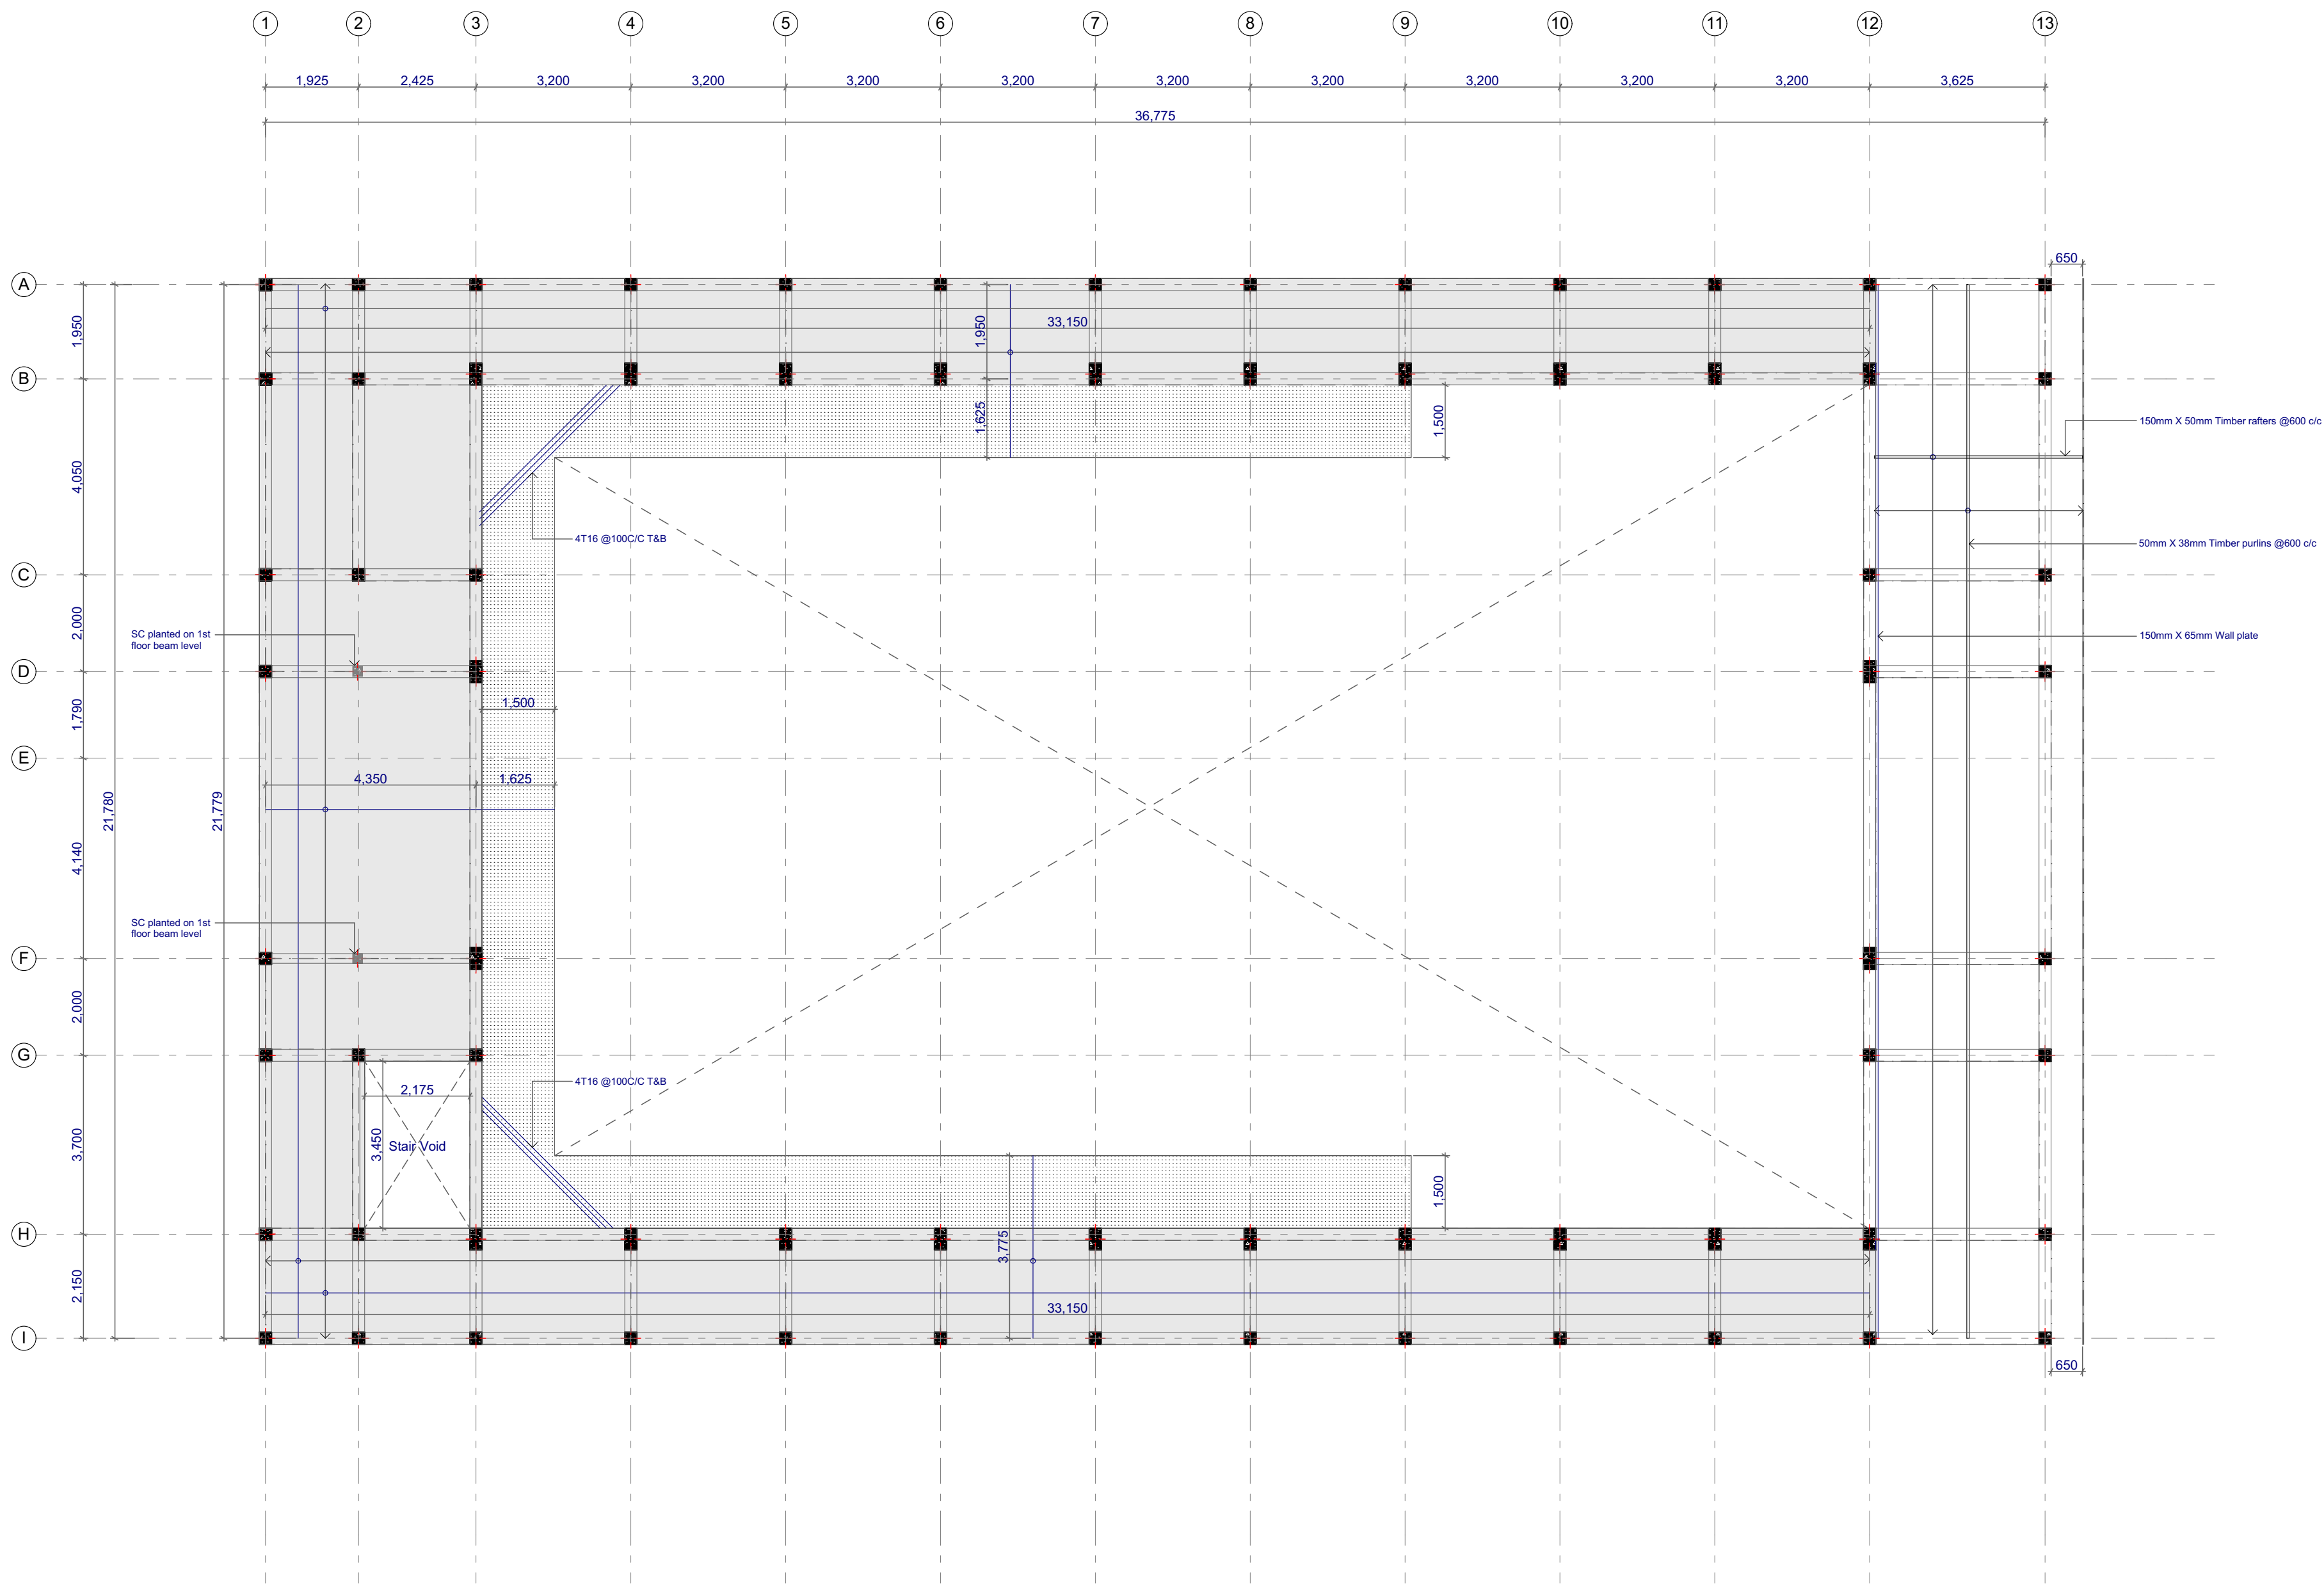 1 2 3 4 5 6 7 8 9 10 11 12 13
1,925 2,425 3,200 3,200 3,200 3,200 3,200 3,200 3,200 3,200 3,200 3,625
36,775
650
A
1,950
33,150
1,950
B
1,625
1,500
150mm X 50mm Timber rafters @600 c/c
4,050
4T16 @100C/C T&B
50mm X 38mm Timber purlins @600 c/c
C
2,000
SC planted on 1st
floor beam level
150mm X 65mm Wall plate
D
1,790
1,500
E
4,350 1,625
21,780
21,779
4,140
SC planted on 1st
floor beam level
F
2,000
G
4T16 @100C/C T&B
2,175
3,450
Stair Void
3,700
1,500
H
3,775
2,150
33,150
I
650